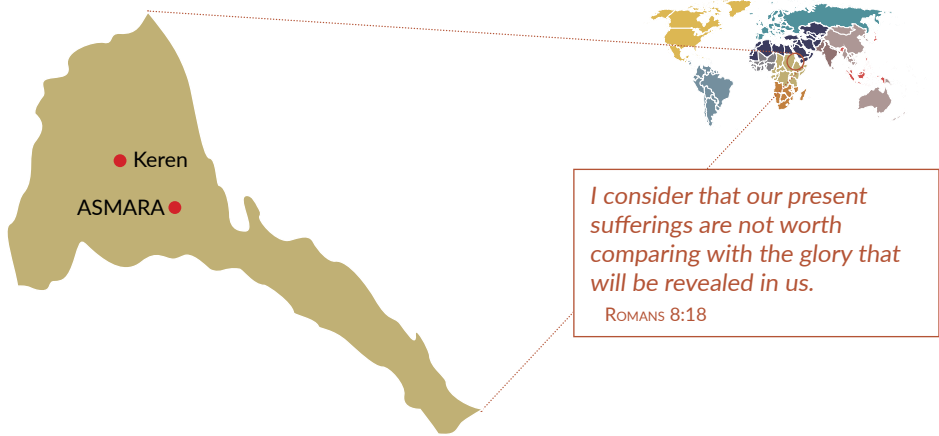 Keren
ASMARA
I consider that our present
sufferings are not worth
comparing with the glory that
will be revealed in us.
Romans 8:18